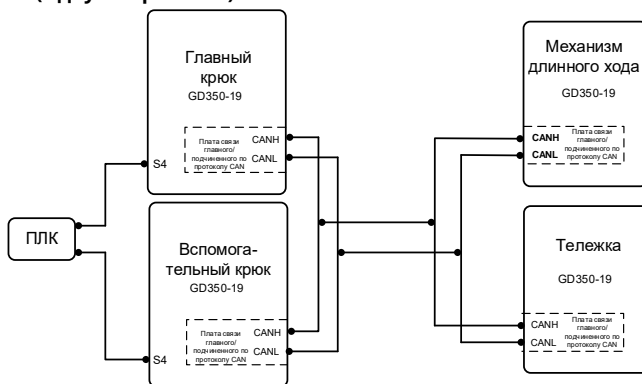 Главный
крюк
GD350-19
Плата связи
главного/
подчиненного по
протоколу CAN
CANH
CANL
S4
ПЛК
Вспомога-
тельный крюк
GD350-19
Плата связи
главного/
подчиненного по
протоколу CAN
CANH
CANL
S4
Механизм
длинного хода
GD350-19
CANH
CANL
Плата связи
главного/
подчиненного по
протоколу CAN
Тележка
GD350-19
CANH
CANL
Плата связи
главного/
подчиненного по
протоколу CAN